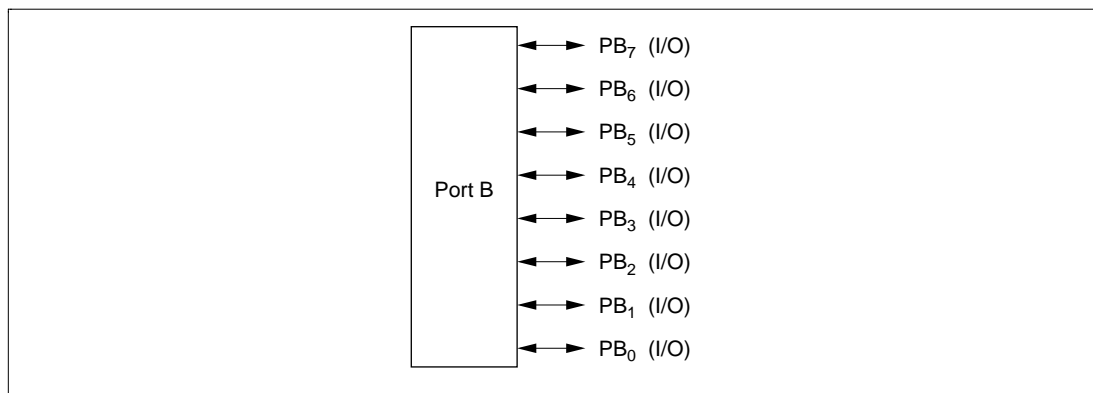 PB7 (I/O)
PB6 (I/O)
PB5 (I/O)
PB4 (I/O)
Port B
PB3 (I/O)
PB2 (I/O)
PB1 (I/O)
PB0 (I/O)